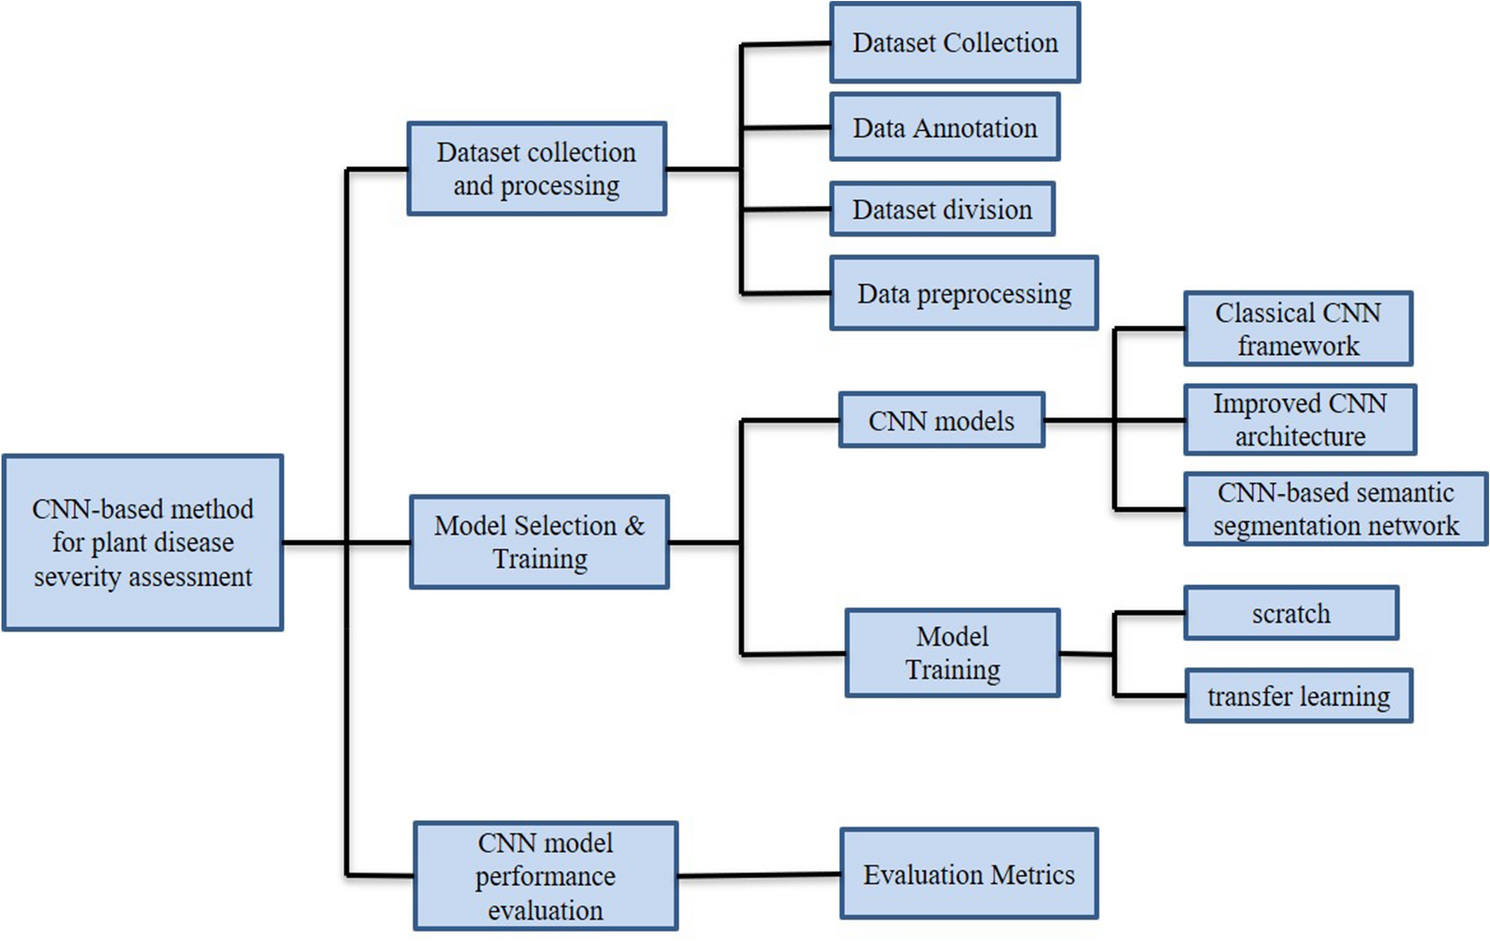 CNN-based method
for plant disease
severity assessment
Dataset collection
and processing
Dataset Collection
Data Annotation
Dataset division
Data preprocessing
Model Selection &
Training
CNN models
Classical CNN
framework
Improved CNN
architecture
CNN-based semantic
segmentation network
Model
Training
scratch
transfer learning
CNN model
performance
evaluation
Evaluation Metrics